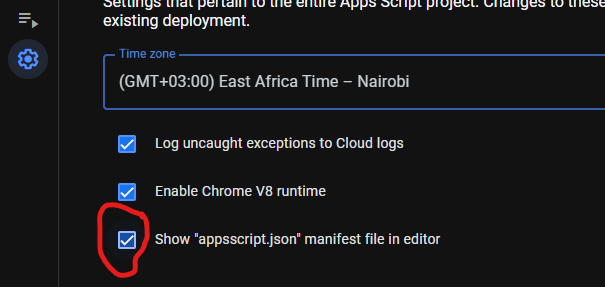 Settings that pertain to the entire Apps Script project. Changes to these
existing deployment.
Time zone
(GMT+03:00) East Africa Time – Nairobi
Log uncaught exceptions to Cloud logs
Enable Chrome V8 runtime
Show "appsscript.json" manifest file in editor